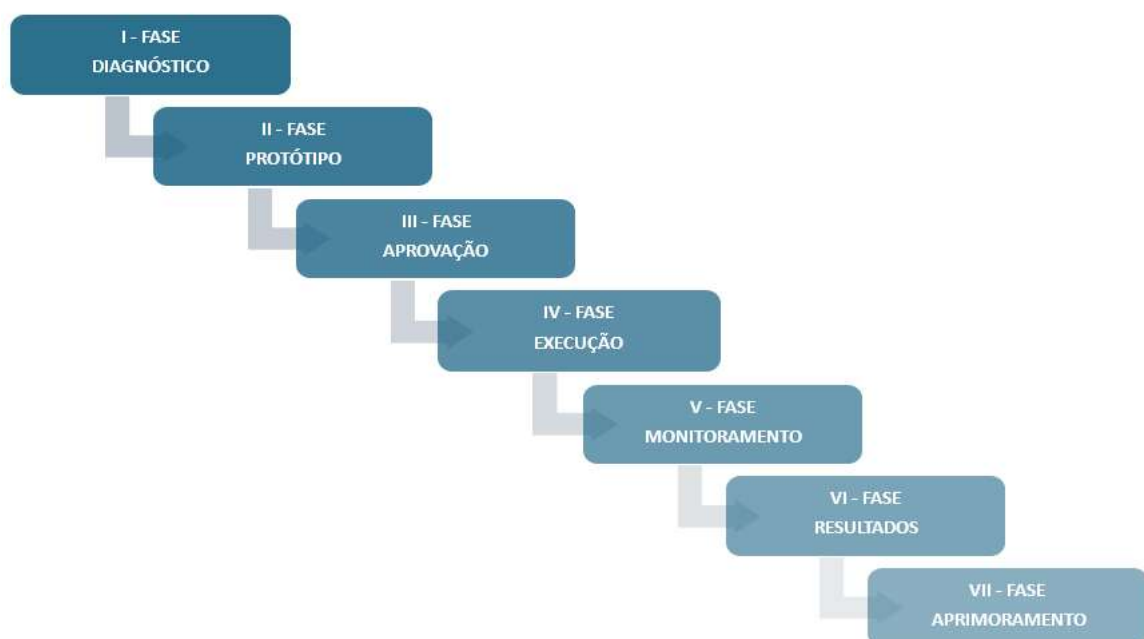 I - FASE
DIAGNÓSTICO
II - FASE
PROTÓTIPO
III - FASE
APROVAÇÃO
IV - FASE
EXECUÇÃO
V - FASE
MONITORAMENTO
VI - FASE
RESULTADOS
VII - FASE
APRIMORAMENTO